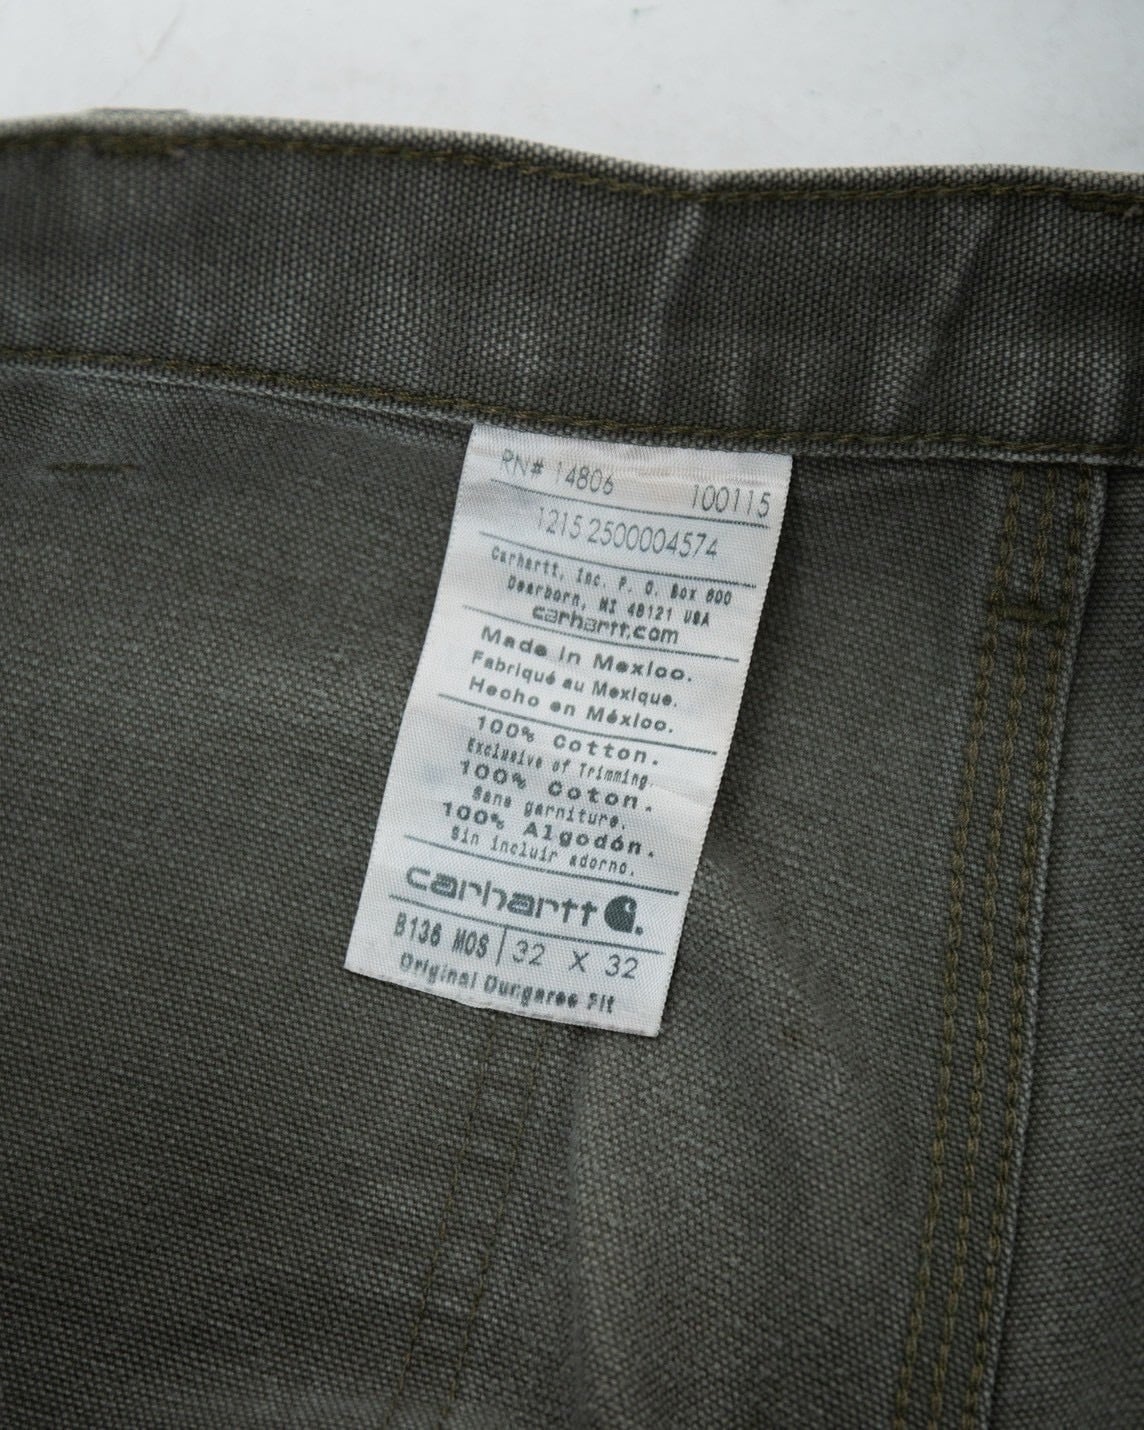 RN# 14806 100115
1215 2500004574
Carhartt, Inc. P. O. Box 600
Dearborn, MI 48121 USA
carhartt.com
Made in Mexico.
Fabriqué au Mexique.
Hecho en México.
100% Cotton.
Exclusive of Trimming.
100% Coton.
Sans garniture.
100% Algodón.
Sin incluir adorno.
carhartt
B136 MOS | 32 X 32
Original Dungaree Fit